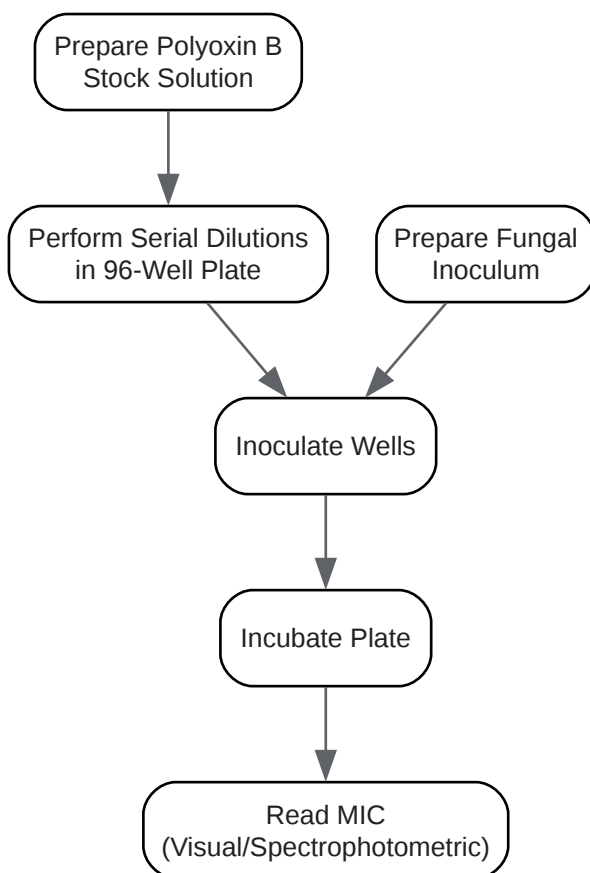 Prepare Polyoxin B
Stock Solution
Perform Serial Dilutions
in 96-Well Plate
Prepare Fungal
Inoculum
Inoculate Wells
Incubate Plate
Read MIC
(Visual/Spectrophotometric)